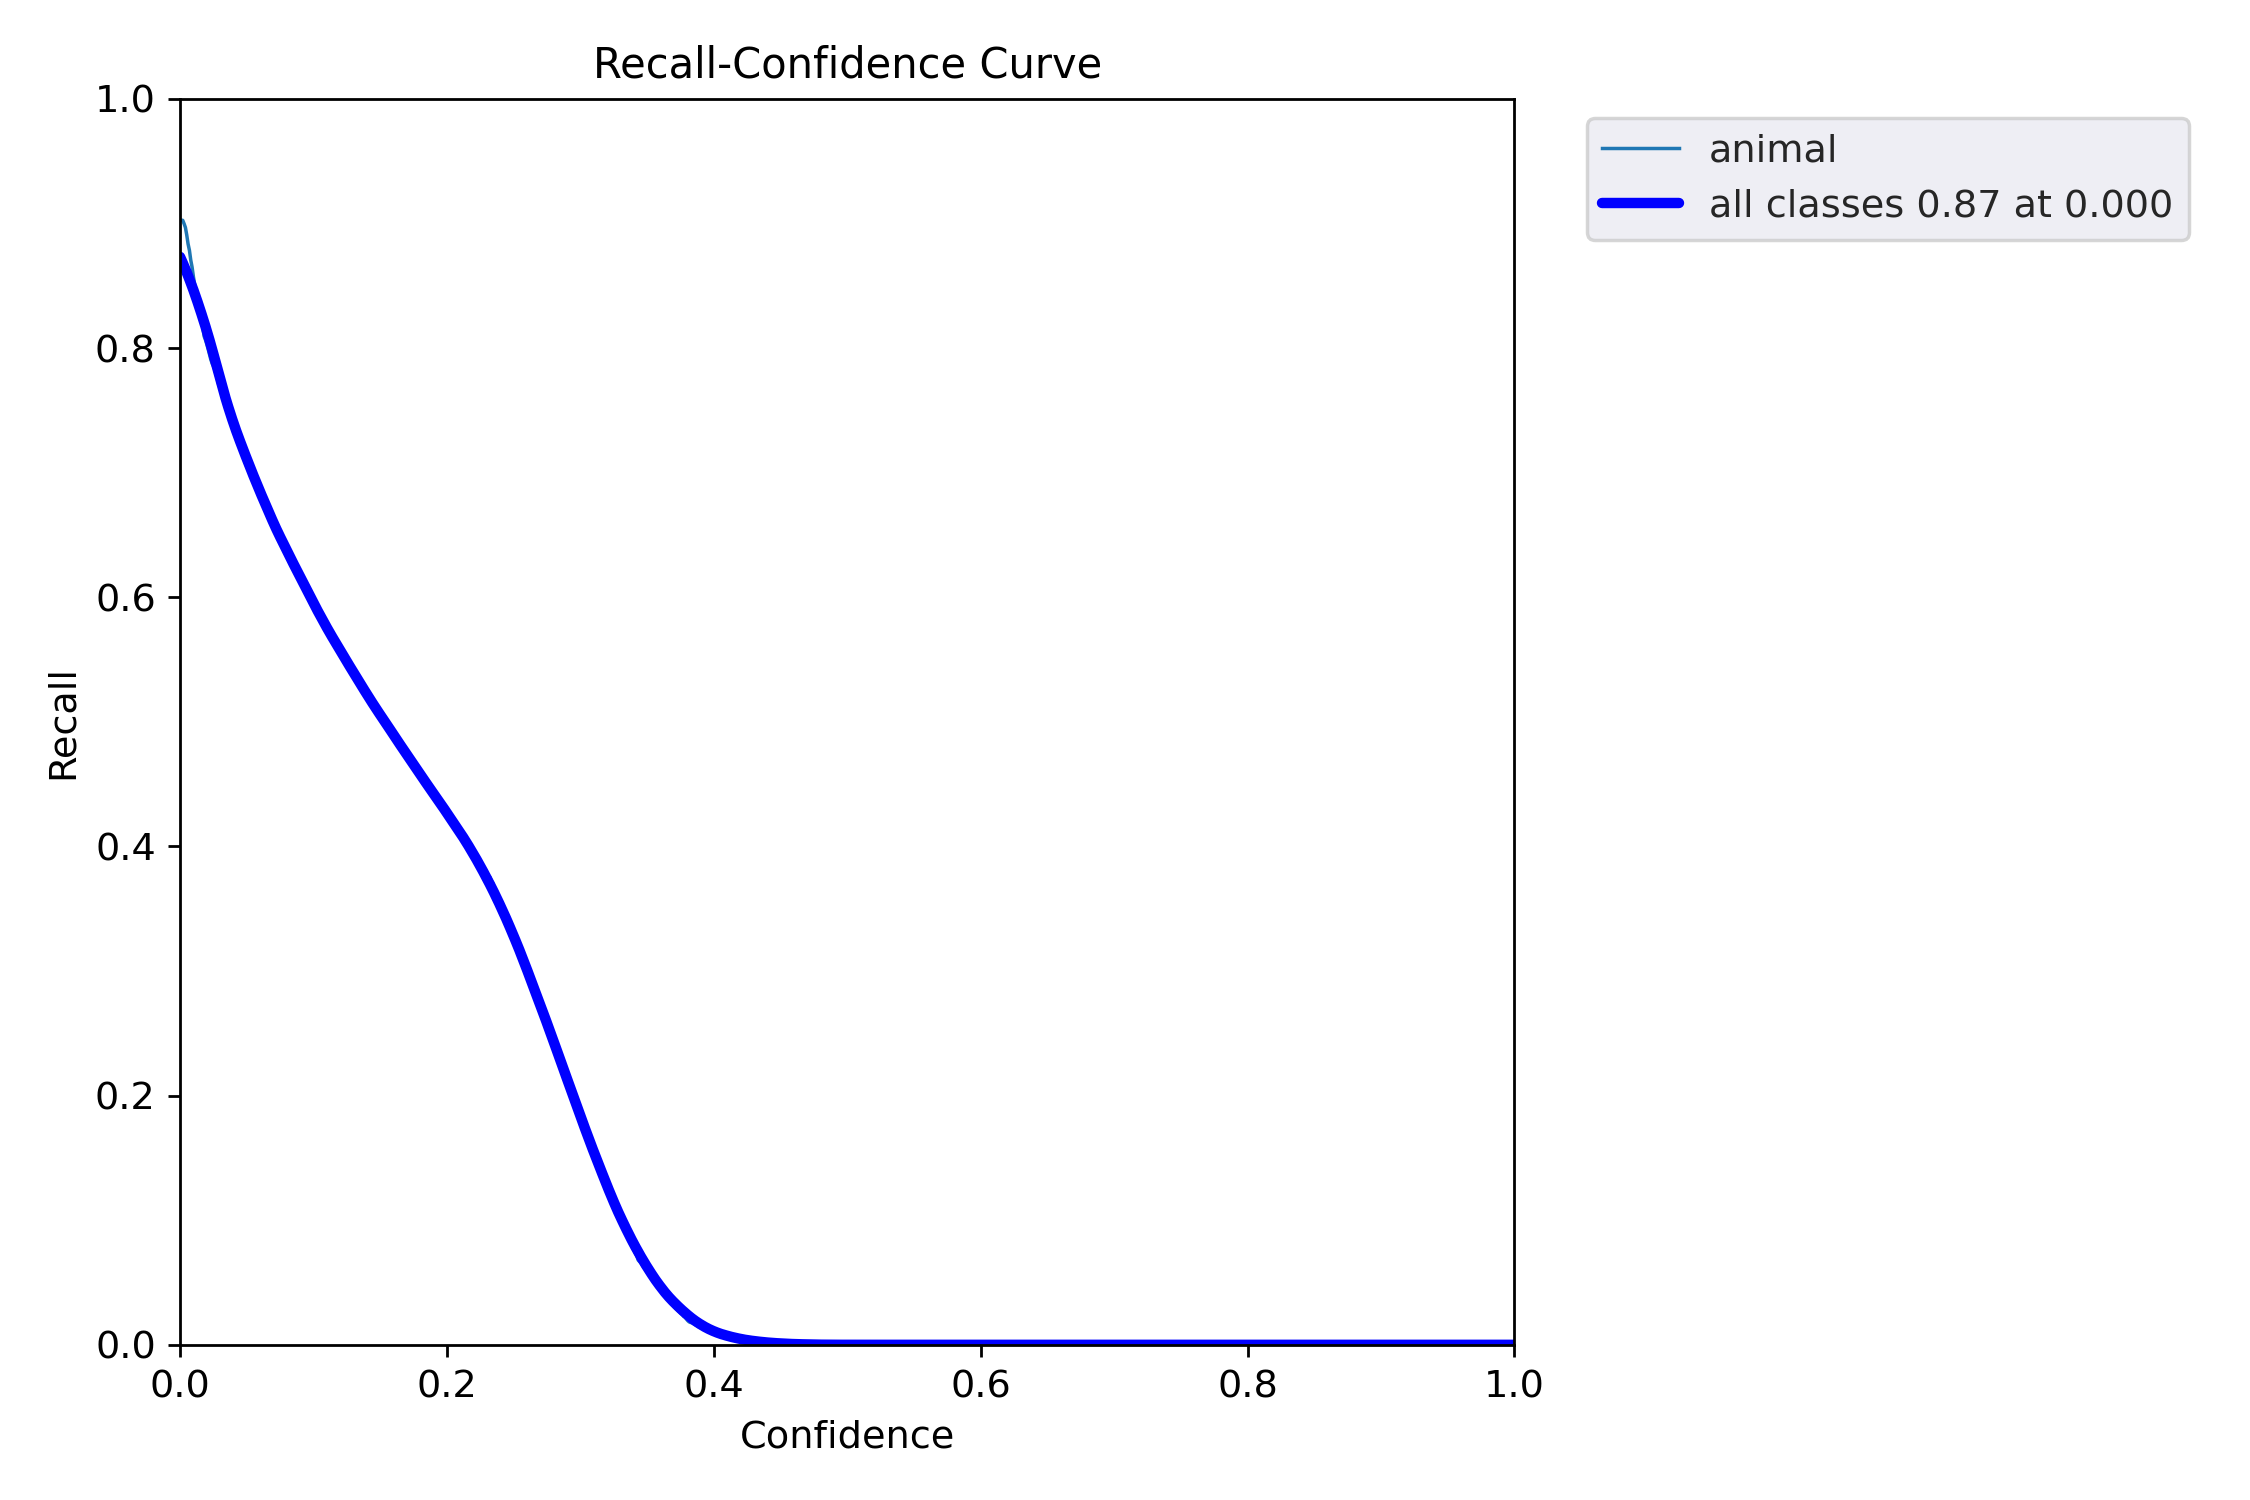 Recall-Confidence Curve
1.0
0.8
0.6
0.4
0.2
0.0
Recall
0.0 0.2 0.4 0.6 0.8 1.0
Confidence
animal
all classes 0.87 at 0.000